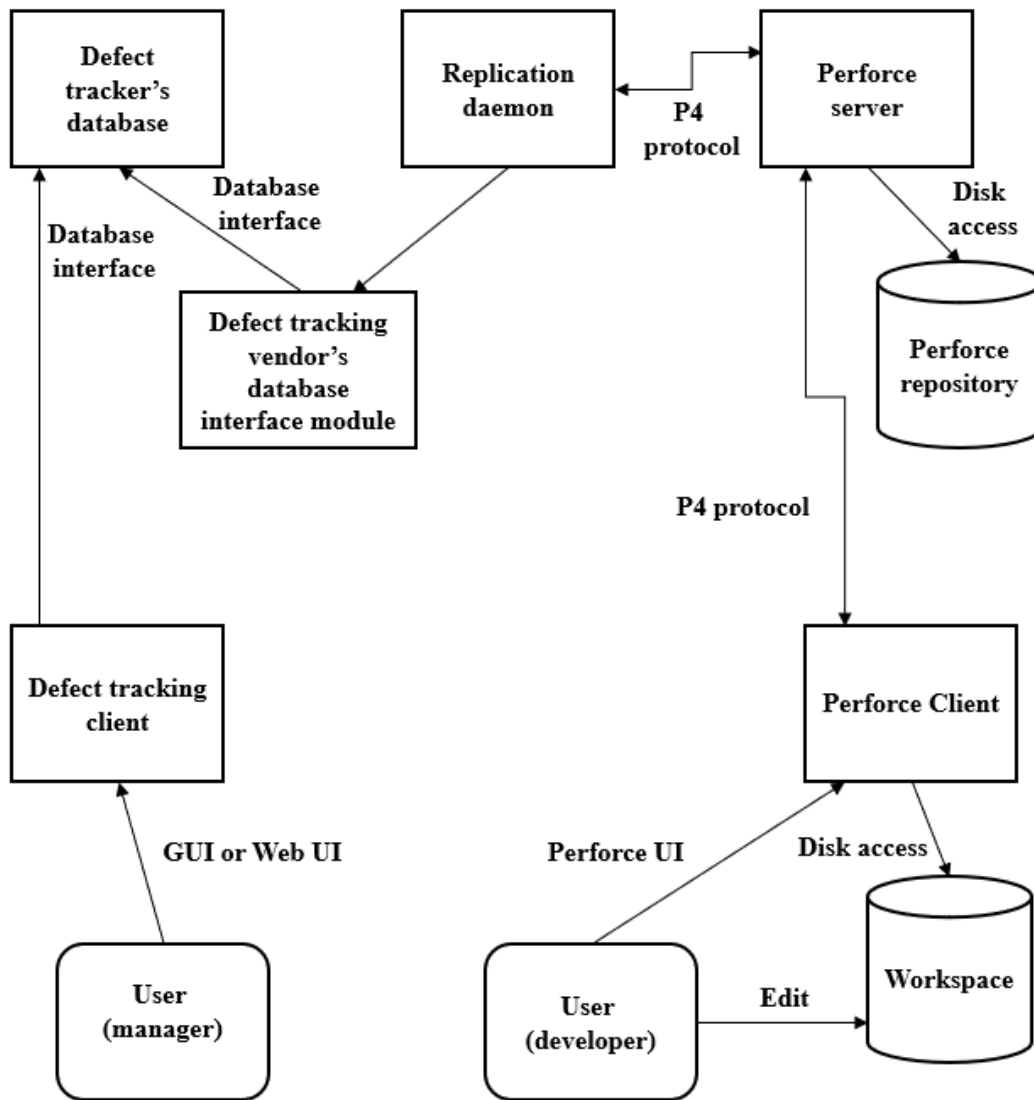 Defect
tracker’s
database
Replication
daemon
Perforce
server
P4
protocol
Database
interface
Database
interface
Disk
access
Defect tracking
vendor’s
database
interface module
Perforce
repository
P4 protocol
Defect tracking
client
Perforce Client
GUI or Web UI
Perforce UI
Disk access
User
(manager)
User
(developer)
Edit
Workspace